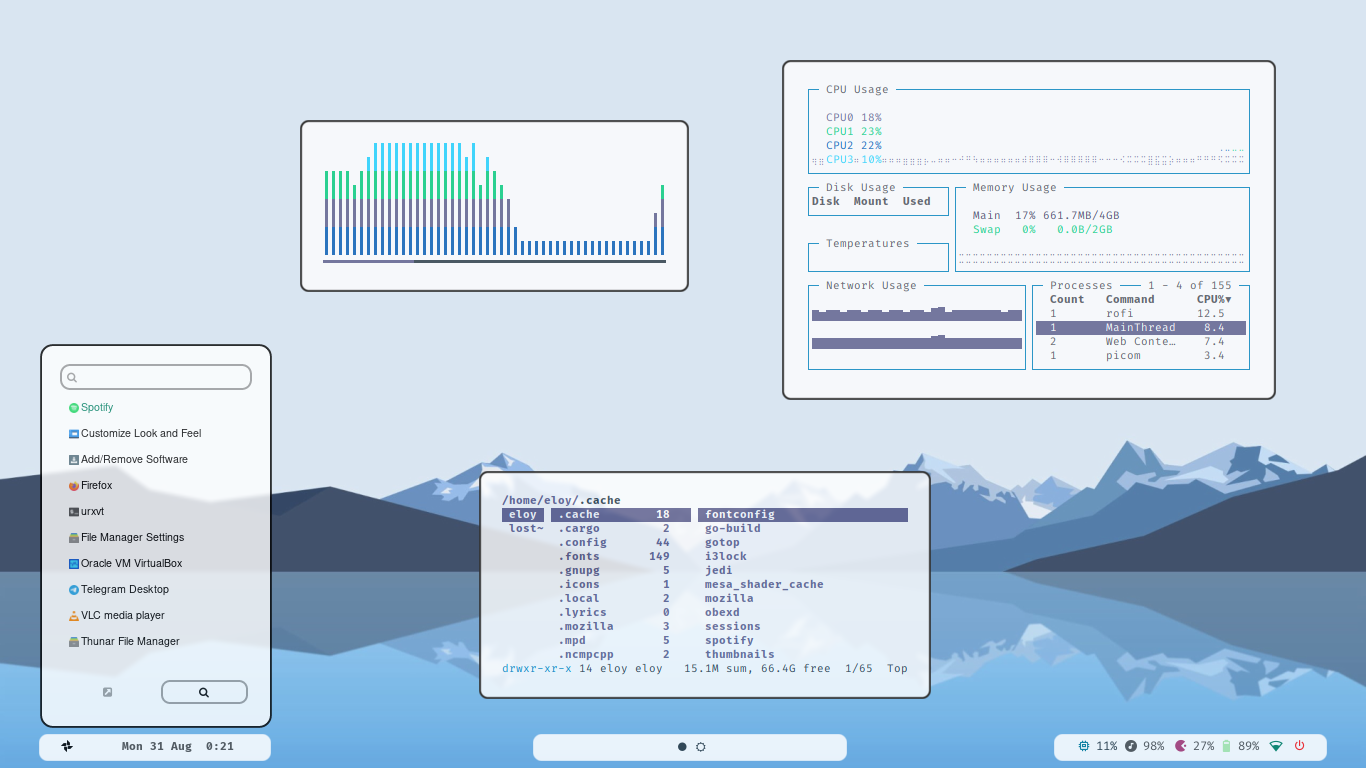 CPU Usage
CPU0 18%
CPU1 23%
CPU2 22%
CPU3 10%
Disk Usage
Disk Mount Used
Memory Usage
Main 17% 661.7MB/4GB
Swap 0% 0.0B/2GB
Temperatures
Network Usage
Processes 1 - 4 of 155
Count Command CPU%▼
1 rofi 12.5
1 MainThread 8.4
2 Web Conte… 7.4
1 picom 3.4
Spotify
Customize Look and Feel
Add/Remove Software
Firefox
urxvt
File Manager Settings
Oracle VM VirtualBox
Telegram Desktop
VLC media player
Thunar File Manager
/home/eloy/.cache
eloy .cache 18 fontconfig
lost~ .cargo 2 go-build
.config 44 gotop
.fonts 149 i3lock
.gnupg 5 jedi
.icons 1 mesa_shader_cache
.local 2 mozilla
.lyrics 0 obexd
.mozilla 3 sessions
.mpd 5 spotify
.ncmpcpp 2 thumbnails
drwxr-xr-x 14 eloy eloy 15.1M sum, 66.4G free 1/65 Top
Mon 31 Aug 0:21
11% 98% 27% 89%